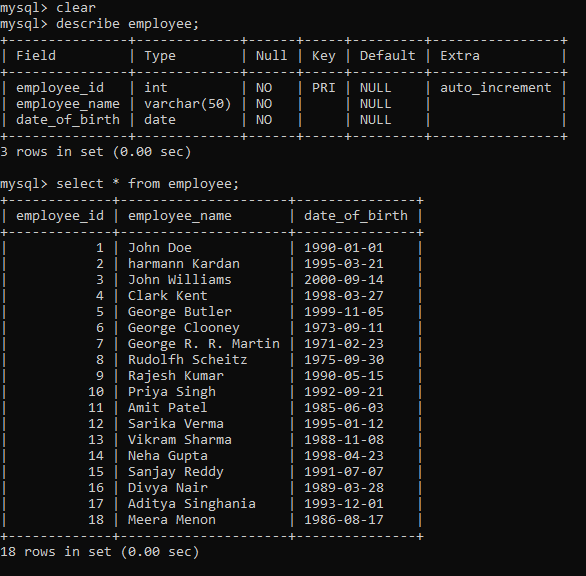 mysql> clear
mysql> describe employee;
+---------------+-------------+------+-----+---------+----------------+
| Field         | Type        | Null | Key | Default | Extra          |
+---------------+-------------+------+-----+---------+----------------+
| employee_id   | int         | NO   | PRI | NULL    | auto_increment |
| employee_name | varchar(50) | NO   |     | NULL    |                |
| date_of_birth | date        | NO   |     | NULL    |                |
+---------------+-------------+------+-----+---------+----------------+
3 rows in set (0.00 sec)
mysql> select * from employee;
+-------------+---------------------+---------------+
| employee_id | employee_name       | date_of_birth |
+-------------+---------------------+---------------+
|           1 | John Doe            | 1990-01-01    |
|           2 | harmann Kardan      | 1995-03-21    |
|           3 | John Williams       | 2000-09-14    |
|           4 | Clark Kent          | 1998-03-27    |
|           5 | George Butler       | 1999-11-05    |
|           6 | George Clooney      | 1973-09-11    |
|           7 | George R. R. Martin | 1971-02-23    |
|           8 | Rudolfh Scheitz     | 1975-09-30    |
|           9 | Rajesh Kumar        | 1990-05-15    |
|          10 | Priya Singh         | 1992-09-21    |
|          11 | Amit Patel          | 1985-06-03    |
|          12 | Sarika Verma        | 1995-01-12    |
|          13 | Vikram Sharma       | 1988-11-08    |
|          14 | Neha Gupta          | 1998-04-23    |
|          15 | Sanjay Reddy        | 1991-07-07    |
|          16 | Divya Nair          | 1989-03-28    |
|          17 | Aditya Singhania    | 1993-12-01    |
|          18 | Meera Menon         | 1986-08-17    |
+-------------+---------------------+---------------+
18 rows in set (0.00 sec)